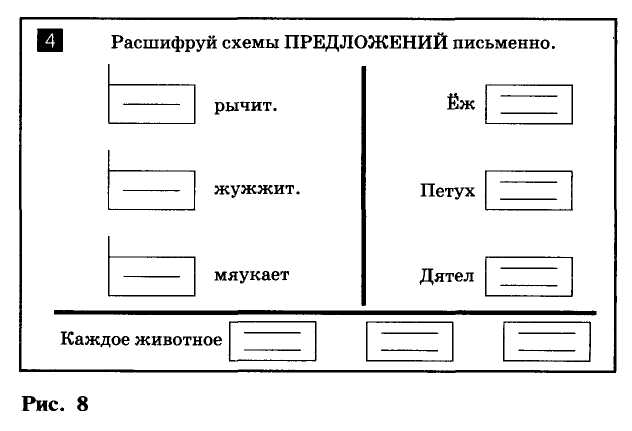 4 Расшифруй схемы ПРЕДЛОЖЕНИЙ письменно.
рычит. Ёж
жужжит. Петух
мяукает Дятел
Каждое животное
Рис. 8